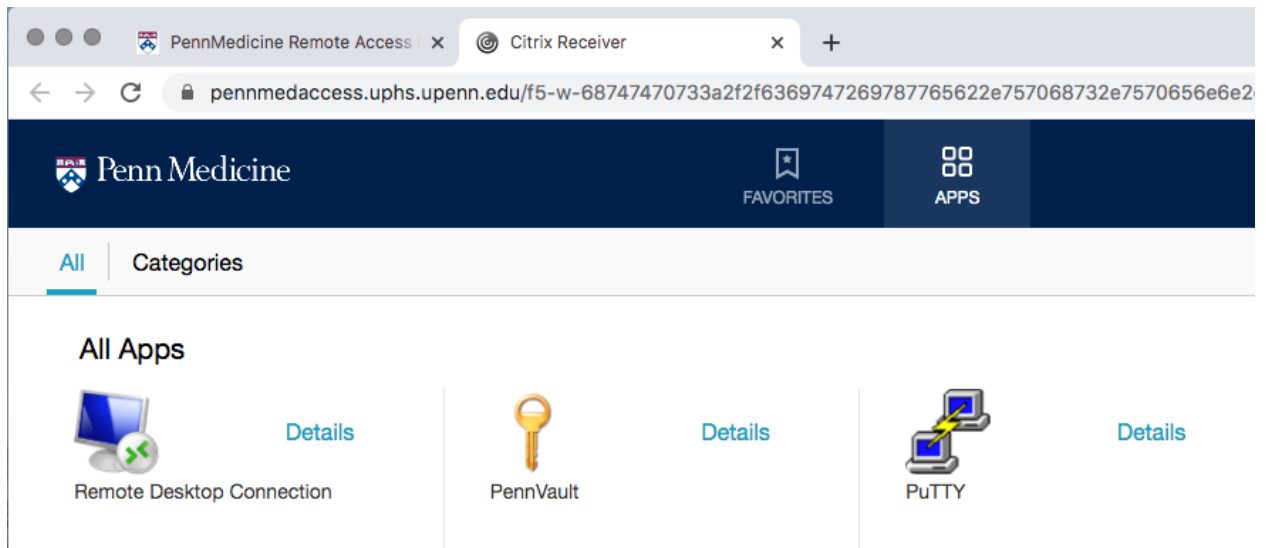 PennMedicine Remote Access
Citrix Receiver
pennmedaccess.uphs.upenn.edu/f5-w-68747470733a2f2f6369747269787765622e757068732e7570656e6e2
Penn Medicine
FAVORITES
APPS
All
Categories
All Apps
Details
Details
Details
Remote Desktop Connection
PennVault
PuTTY